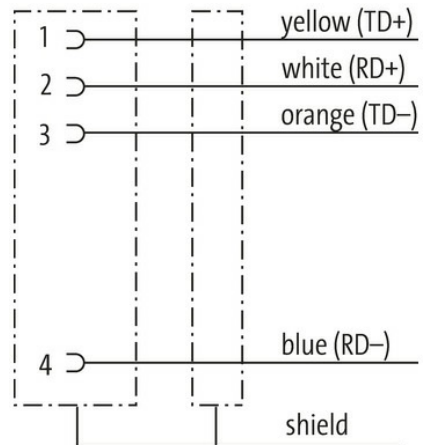 1 yellow (TD+)
2 white (RD+)
3 orange (TD–)
4 blue (RD–)
shield